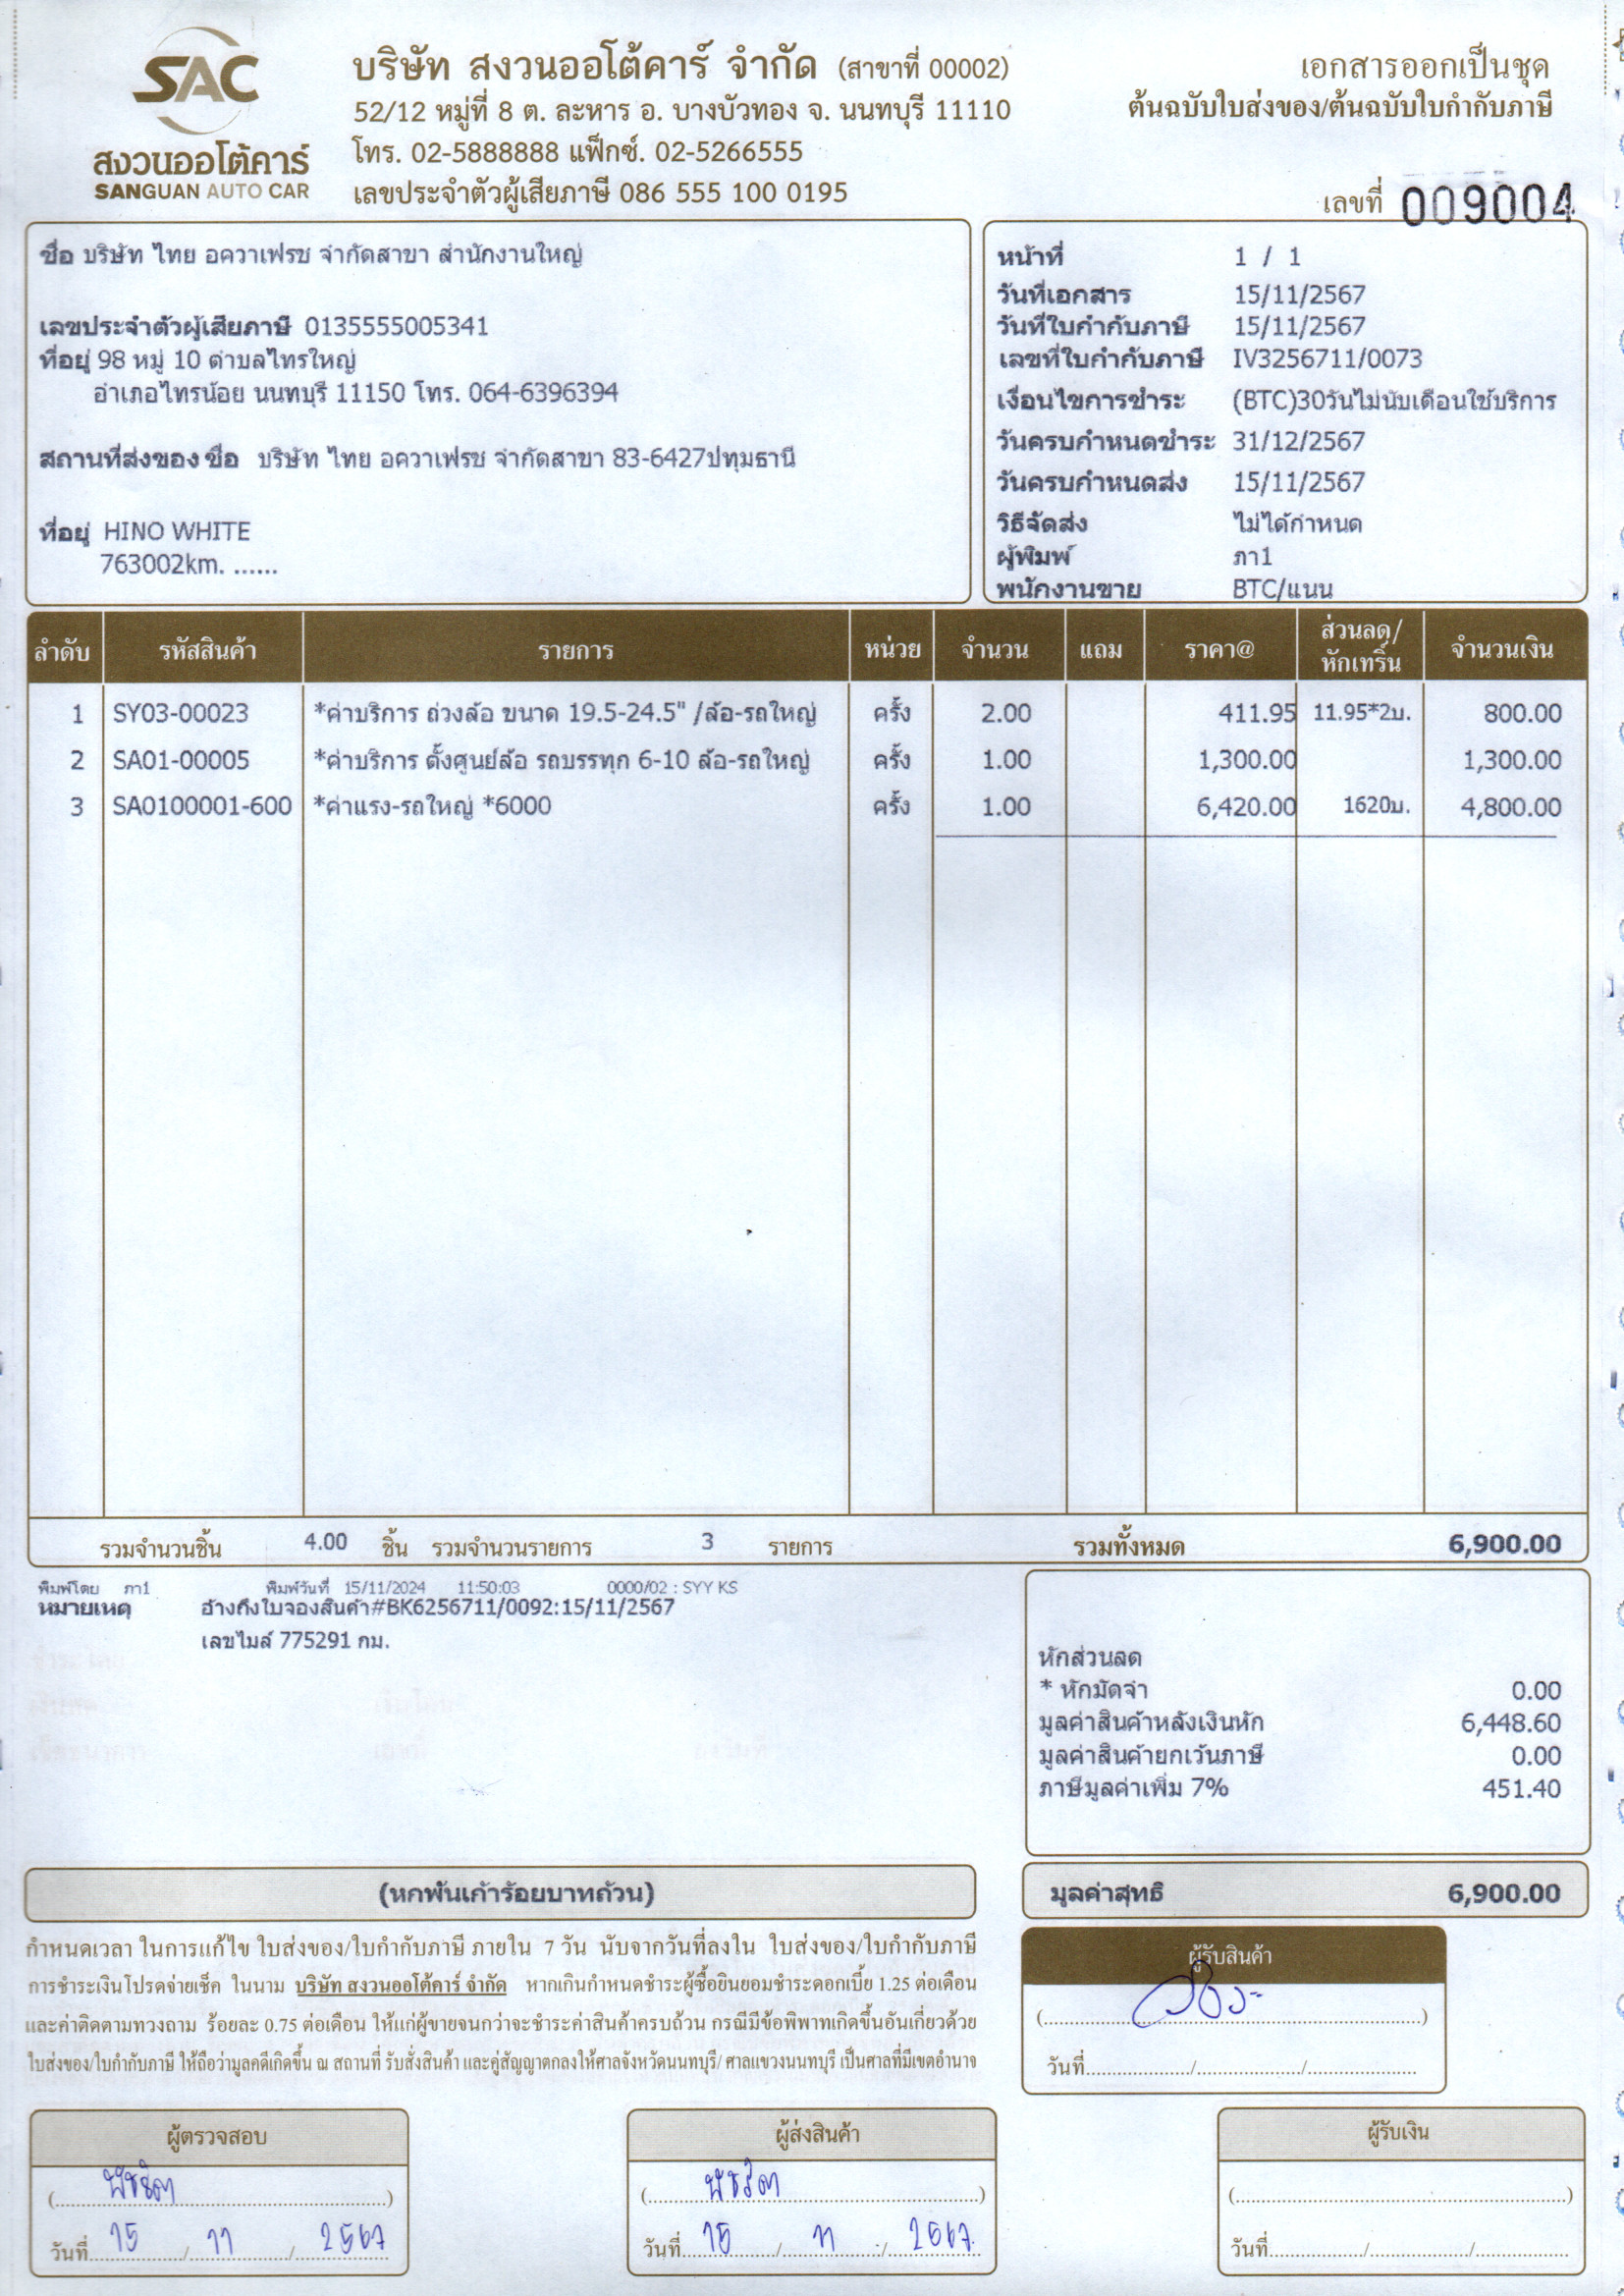 SAC
สงวนออโต้คาร์
SANGUAN AUTO CAR
บริษัท สงวนออโต้คาร์ จำกัด (สาขาที่ 00002)
52/12 หมู่ที่ 8 ต. ละหาร อ. บางบัวทอง จ. นนทบุรี 11110
โทร. 02-5888888 แฟ็กซ์. 02-5266555
เลขประจำตัวผู้เสียภาษี 086 555 100 0195
เอกสารออกเป็นชุด
ต้นฉบับใบส่งของ/ต้นฉบับใบกำกับภาษี
เลขที่ 009004
ชื่อ บริษัท ไทย อควาเฟรช จำกัดสาขา สำนักงานใหญ่
เลขประจำตัวผู้เสียภาษี 0135555005341
ที่อยู่ 98 หมู่ 10 ตำบลไทรใหญ่
อำเภอไทรน้อย นนทบุรี 11150 โทร. 064-6396394
สถานที่ส่งของ ชื่อ บริษัท ไทย อควาเฟรช จำกัดสาขา 83-6427ปทุมธานี
ที่อยู่ HINO WHITE
763002km. ......
หน้าที่ 1 / 1
วันที่เอกสาร 15/11/2567
วันที่ใบกำกับภาษี 15/11/2567
เลขที่ใบกำกับภาษี IV3256711/0073
เงื่อนไขการชำระ (BTC)30วันไม่นับเดือนใช้บริการ
วันครบกำหนดชำระ 31/12/2567
วันครบกำหนดส่ง 15/11/2567
วิธีจัดส่ง ไม่ได้กำหนด
ผู้พิมพ์ ภา1
พนักงานขาย BTC/แนน
ลำดับ รหัสสินค้า รายการ หน่วย จำนวน แถม ราคา@ ส่วนลด/หักเทริ์น จำนวนเงิน
1 SY03-00023 *ค่าบริการ ถ่วงล้อ ขนาด 19.5-24.5" /ล้อ-รถใหญ่ ครั้ง 2.00 411.95 11.95*2บ. 800.00
2 SA01-00005 *ค่าบริการ ตั้งศูนย์ล้อ รถบรรทุก 6-10 ล้อ-รถใหญ่ ครั้ง 1.00 1,300.00 1,300.00
3 SA0100001-600 *ค่าแรง-รถใหญ่ *6000 ครั้ง 1.00 6,420.00 1620บ. 4,800.00
รวมจำนวนชิ้น 4.00 ชิ้น รวมจำนวนรายการ 3 รายการ รวมทั้งหมด 6,900.00
พิมพ์โดย ภา1 พิมพ์วันที่ 15/11/2024 11:50:03 0000/02 : SYY KS
หมายเหตุ อ้างถึงใบจองสินค้า#BK6256711/0092:15/11/2567
เลขไมล์ 775291 กม.
หักส่วนลด
* หักมัดจำ 0.00
มูลค่าสินค้าหลังเงินหัก 6,448.60
มูลค่าสินค้ายกเว้นภาษี 0.00
ภาษีมูลค่าเพิ่ม 7% 451.40
(หกพันเก้าร้อยบาทถ้วน)
มูลค่าสุทธิ 6,900.00
กำหนดเวลา ในการแก้ไข ใบส่งของ/ใบกำกับภาษี ภายใน 7 วัน นับจากวันที่ลงใน ใบส่งของ/ใบกำกับภาษี
การชำระเงินโปรดจ่ายเช็ค ในนาม บริษัท สงวนออโต้คาร์ จำกัด หากเกินกำหนดชำระผู้ซื้อยินยอมชำระดอกเบี้ย 1.25 ต่อเดือน
และค่าติดตามทวงถาม ร้อยละ 0.75 ต่อเดือน ให้แก่ผู้ขายจนกว่าจะชำระค่าสินค้าครบถ้วน กรณีมีข้อพิพาทเกิดขึ้นอันเกี่ยวด้วย
ใบส่งของ/ใบกำกับภาษี ให้ถือว่ามูลคดีเกิดขึ้น ณ สถานที่ รับสั่งสินค้า และคู่สัญญาตกลงให้ศาลจังหวัดนนทบุรี/ ศาลแขวงนนทบุรี เป็นศาลที่มีเขตอำนาจ
ผู้รับสินค้า
วันที่......../......../........
ผู้ตรวจสอบ
วันที่ 15 / 11 / 2567
ผู้ส่งสินค้า
วันที่ 15 / 11 / 2567
ผู้รับเงิน
(................)
วันที่......../......../........